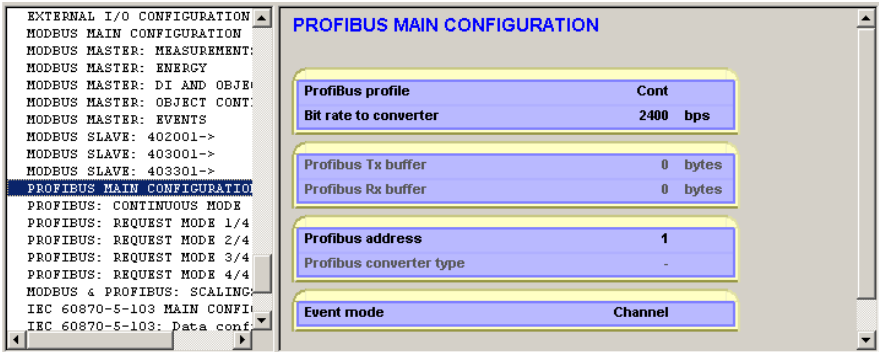 EXTERNAL I/O CONFIGURATION
MODBUS MAIN CONFIGURATION
MODBUS MASTER: MEASUREMENTS
MODBUS MASTER: ENERGY
MODBUS MASTER: DI AND OBJE
MODBUS MASTER: OBJECT CONT
MODBUS MASTER: EVENTS
MODBUS SLAVE: 402001->
MODBUS SLAVE: 403001->
MODBUS SLAVE: 403301->
PROFIBUS MAIN CONFIGURATIO
PROFIBUS: CONTINUOUS MODE
PROFIBUS: REQUEST MODE 1/4
PROFIBUS: REQUEST MODE 2/4
PROFIBUS: REQUEST MODE 3/4
PROFIBUS: REQUEST MODE 4/4
MODBUS & PROFIBUS: SCALING
IEC 60870-5-103 MAIN CONFI
IEC 60870-5-103: Data conf
PROFIBUS MAIN CONFIGURATION
ProfiBus profile Cont
Bit rate to converter 2400 bps
Profibus Tx buffer 0 bytes
Profibus Rx buffer 0 bytes
Profibus address 1
Profibus converter type -
Event mode Channel